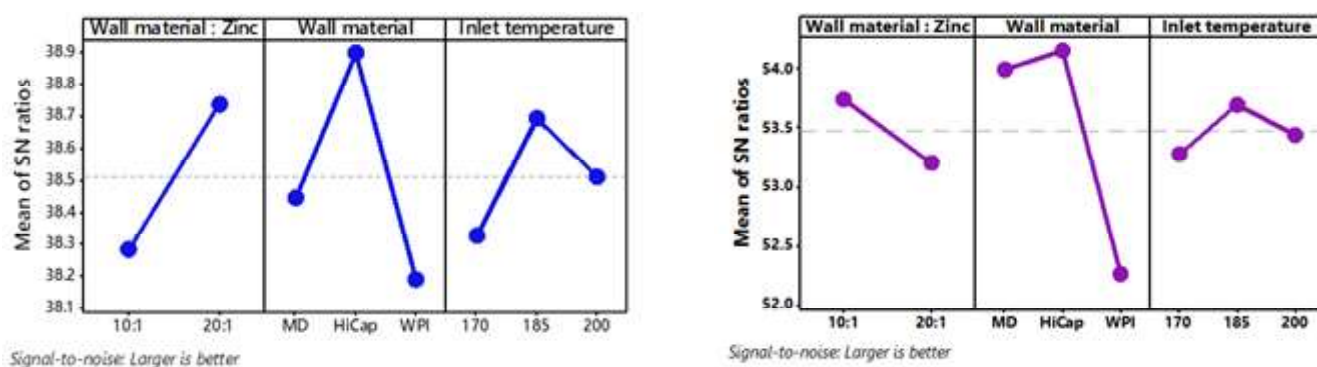 Wall material : Zinc Wall material Inlet temperature
Mean of SN ratios
38.9
38.8
38.7
38.6
38.5
38.4
38.3
38.2
38.1
10:1 20:1 MD HiCap WPI 170 185 200
Signal-to-noise: Larger is better
Wall material : Zinc Wall material Inlet temperature
Mean of SN ratios
54.0
53.5
53.0
52.5
52.0
10:1 20:1 MD HiCap WPI 170 185 200
Signal-to-noise: Larger is better